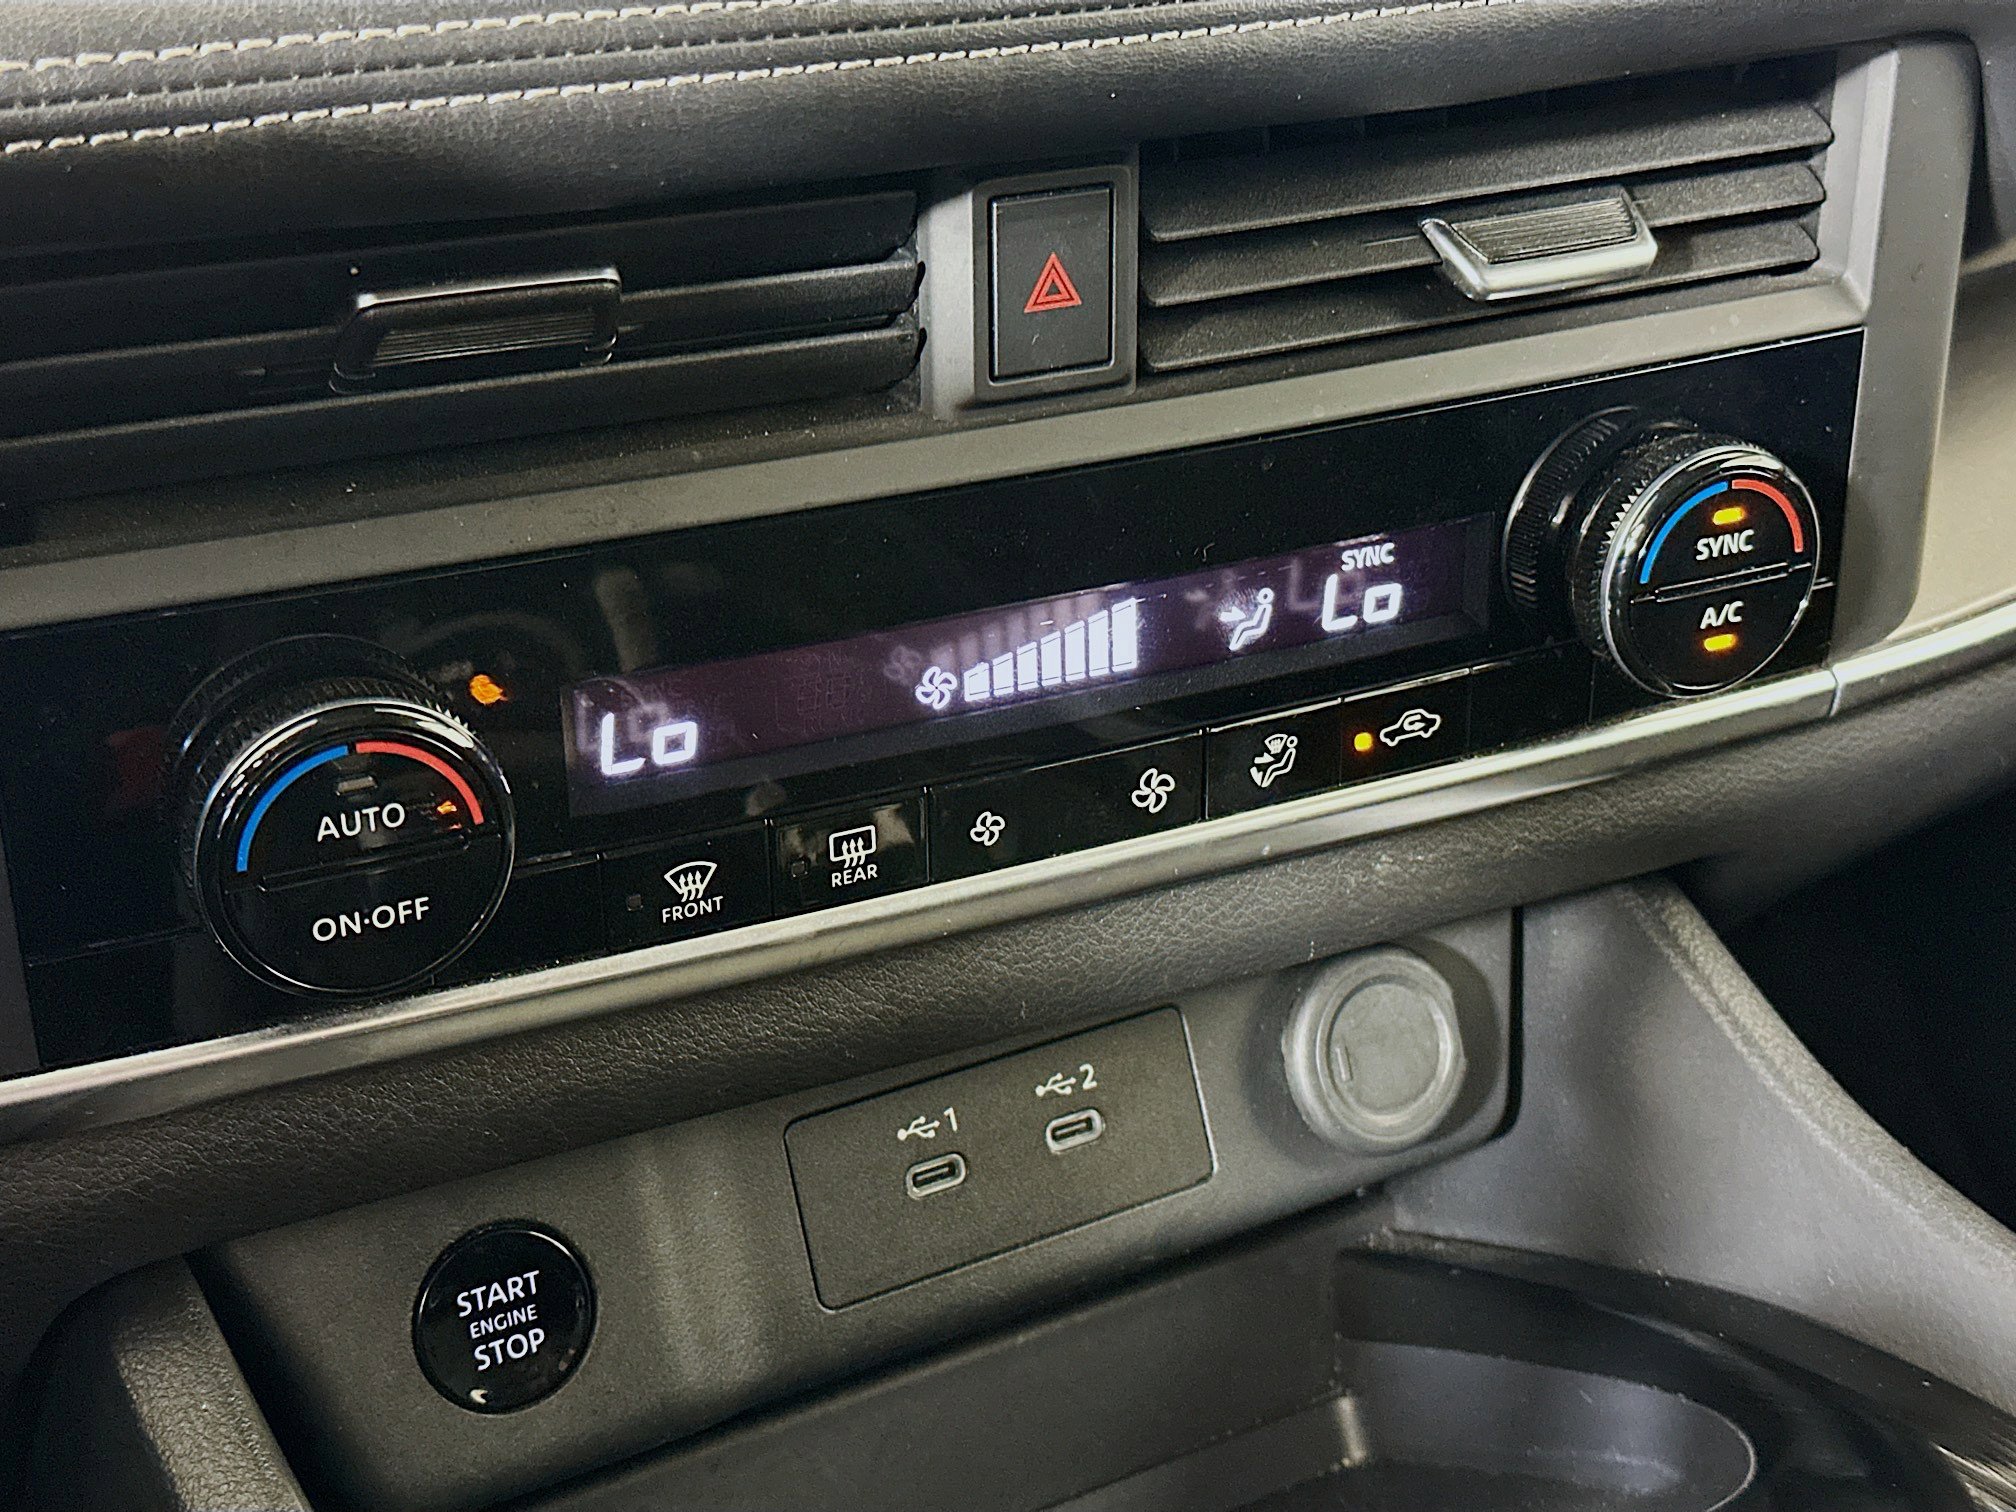 SYNC
Lo
Lo
SYNC
A/C
AUTO
ON·OFF
FRONT
REAR
1
2
START
ENGINE
STOP